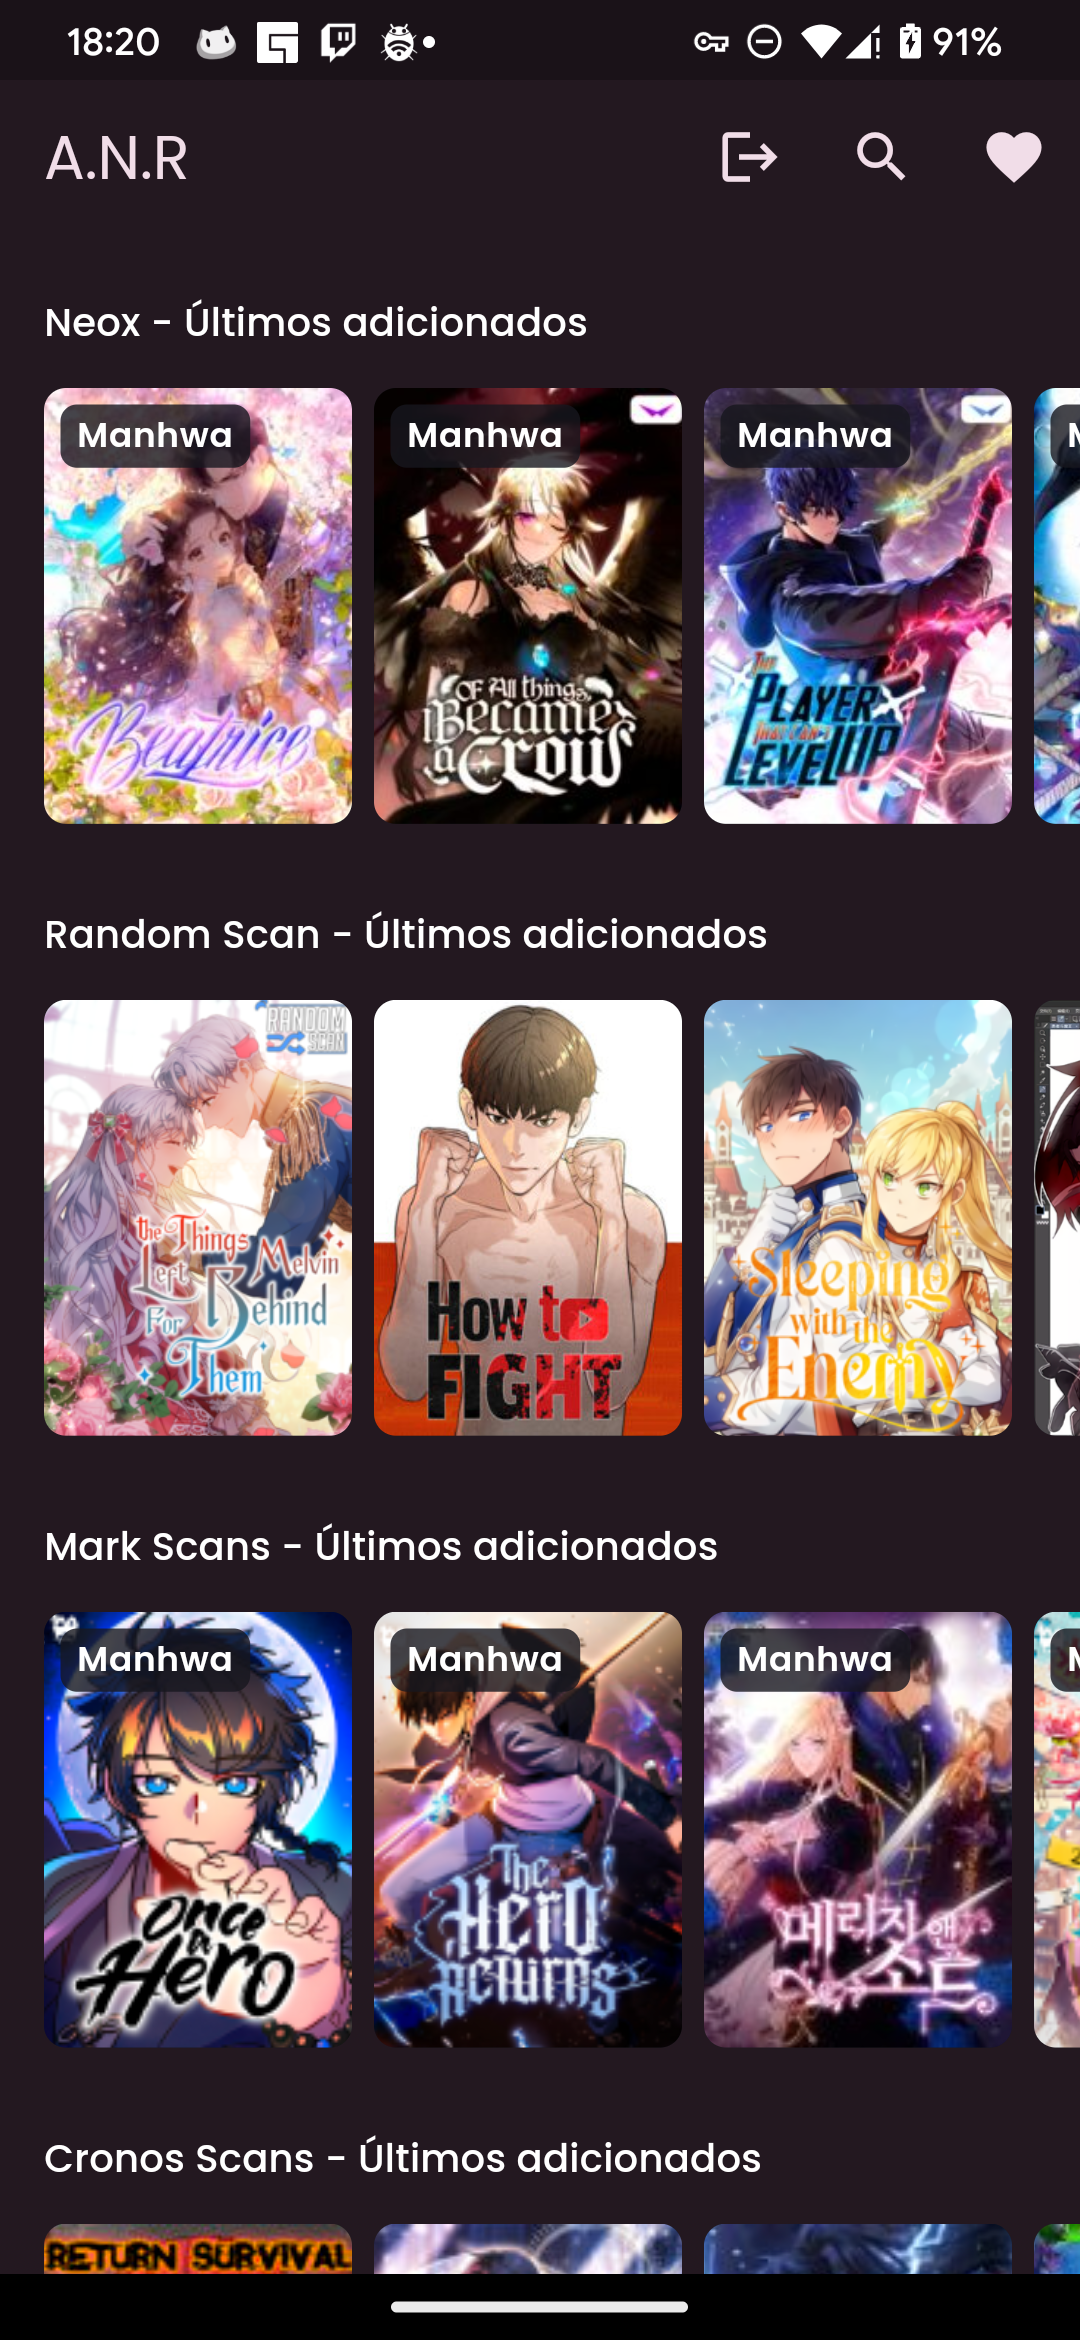 18:20
91%
A.N.R
Neox - Últimos adicionados
Manhwa
Manhwa
Manhwa
Beatrice
OF All things,
Became
a Crow
THE
PLAYER
THAT CAN'T
LEVEL UP
Random Scan - Últimos adicionados
RANDOM
SCAN
the Things
Melvin
Left
Behind
For
Them
How to
FIGHT
Sleeping
with the
Enemy
Mark Scans - Últimos adicionados
Manhwa
Manhwa
Manhwa
Once
A
Hero
The
Hero
Returns
메리지 앤
소드
Cronos Scans - Últimos adicionados
RETURN SURVIVAL